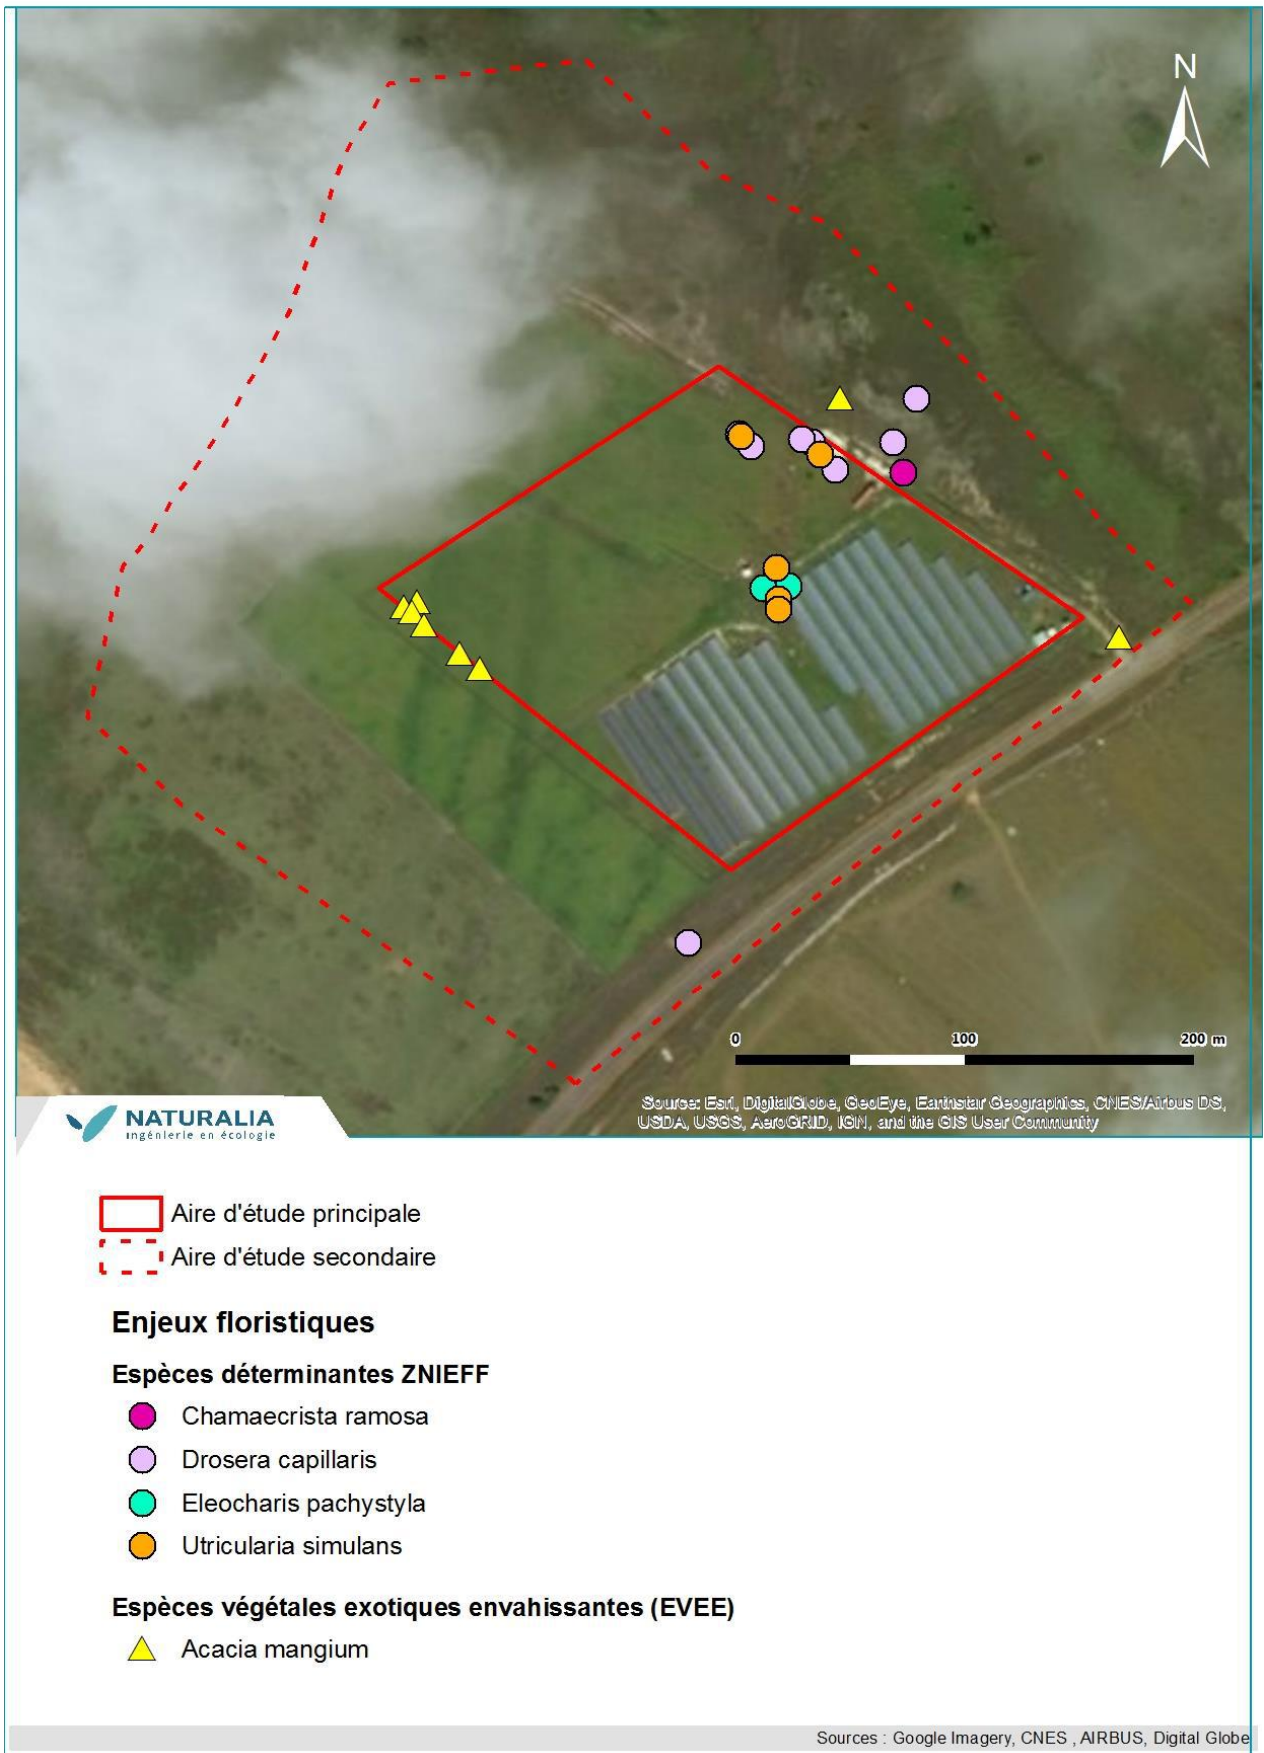 N
0 100 200 m
Source: Esri, DigitalGlobe, GeoEye, Earthstar Geographics, CNES/Airbus DS,
USDA, USGS, AeroGRID, IGN, and the GIS User Community
NATURALIA
Ingénierie en écologie
Aire d'étude principale
Aire d'étude secondaire
Enjeux floristiques
Espèces déterminantes ZNIEFF
Chamaecrista ramosa
Drosera capillaris
Eleocharis pachystyla
Utricularia simulans
Espèces végétales exotiques envahissantes (EVEE)
Acacia mangium
Sources : Google Imagery, CNES , AIRBUS, Digital Globe